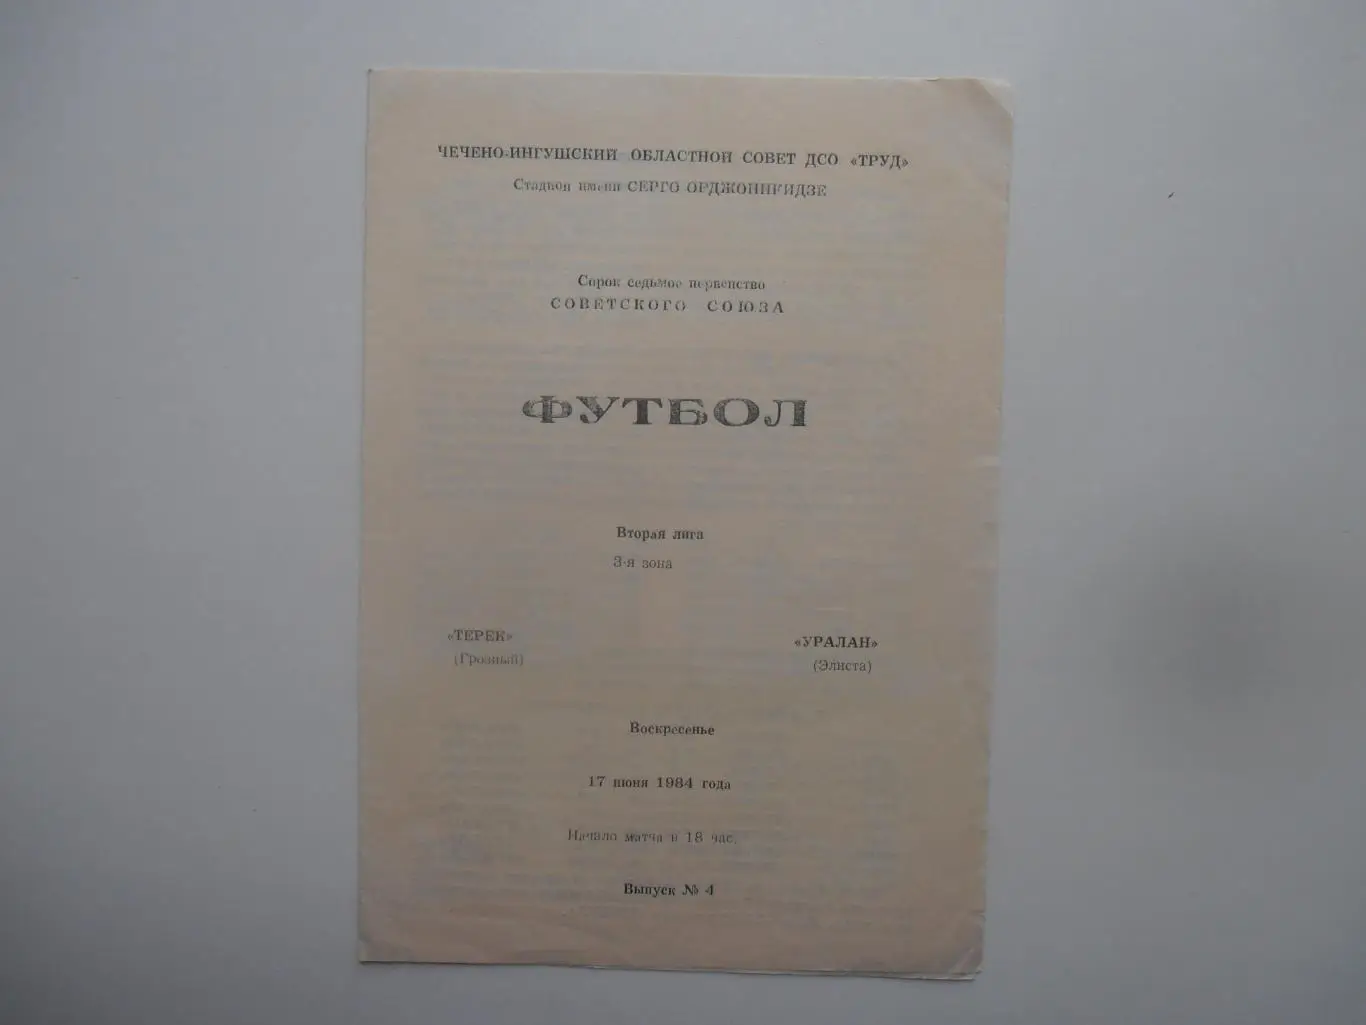 ЧЕЧЕНО-ИНГУШСКИЙ ОБЛАСТНОЙ СОВЕТ ДСО «ТРУД»
Стадион имени СЕРГО ОРДЖОНИКИДЗЕ
Сорок седьмое первенство
СОВЕТСКОГО СОЮЗА
ФУТБОЛ
Вторая лига
3-я зона
«ТЕРЕК»
(Грозный)
«УРАЛАН»
(Элиста)
Воскресенье
17 июня 1984 года
Начало матча в 18 час.
Выпуск № 4